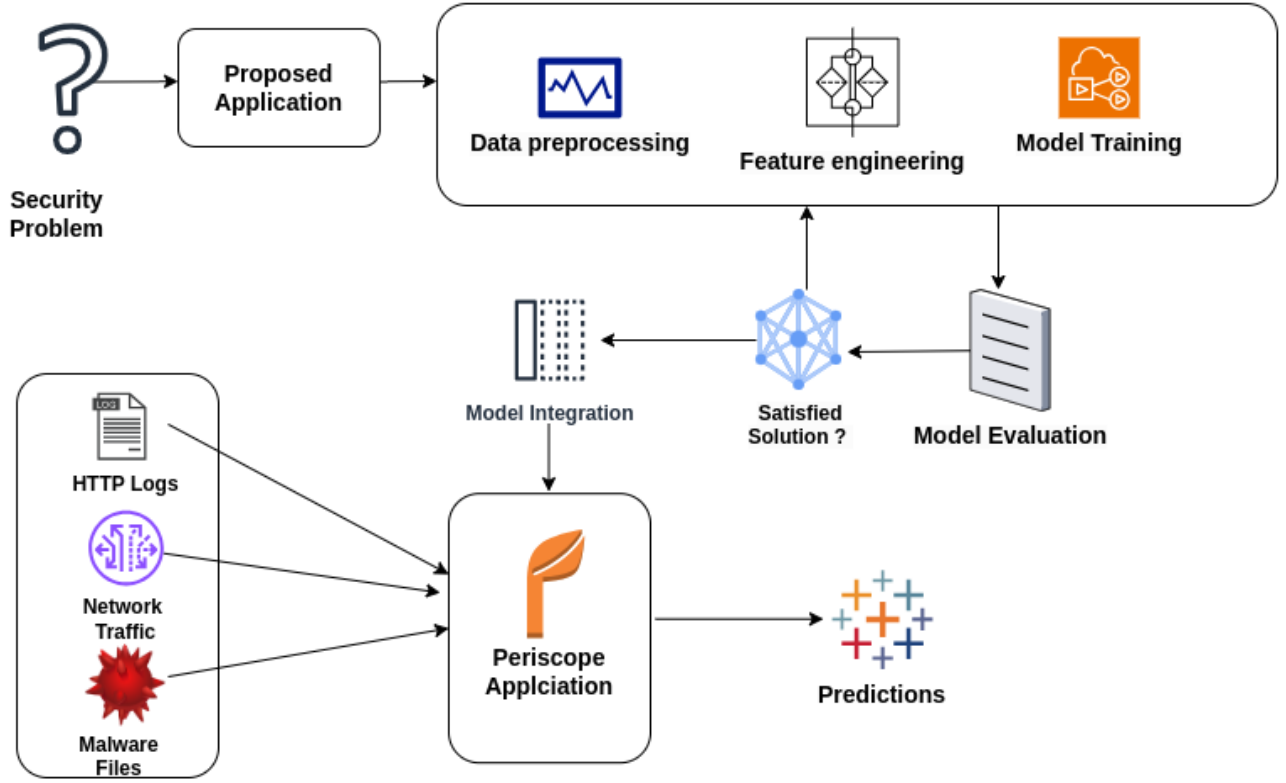 Proposed
Application
Data preprocessing
Feature engineering
Model Training
Security
Problem
Model Integration
Satisfied
Solution ?
Model Evaluation
LOG
HTTP Logs
Network
Traffic
Malware
Files
Periscope
Applciation
Predictions